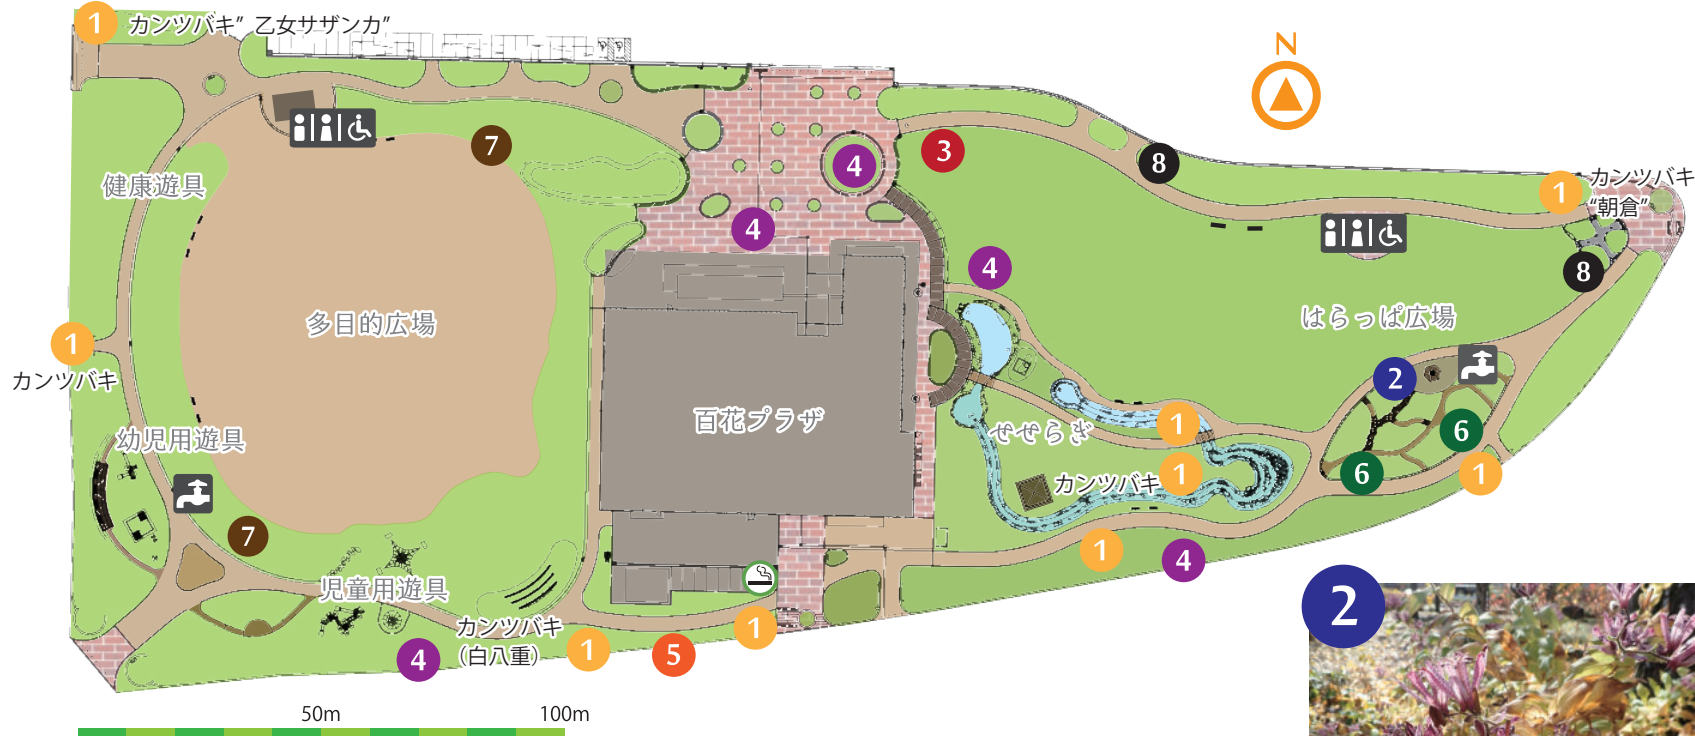 1 カンツバキ” 乙女サザンカ”
N
7
3
4
8
健康遊具
1 カンツバキ
“朝倉”
4
4
8
多目的広場
はらっぱ広場
1
カンツバキ
2
百花プラザ
せせらぎ
1
6
幼児用遊具
1
カンツバキ
6
1
7
1
4
児童用遊具
カンツバキ
(白八重)
1
5
1
4
2
50m
100m